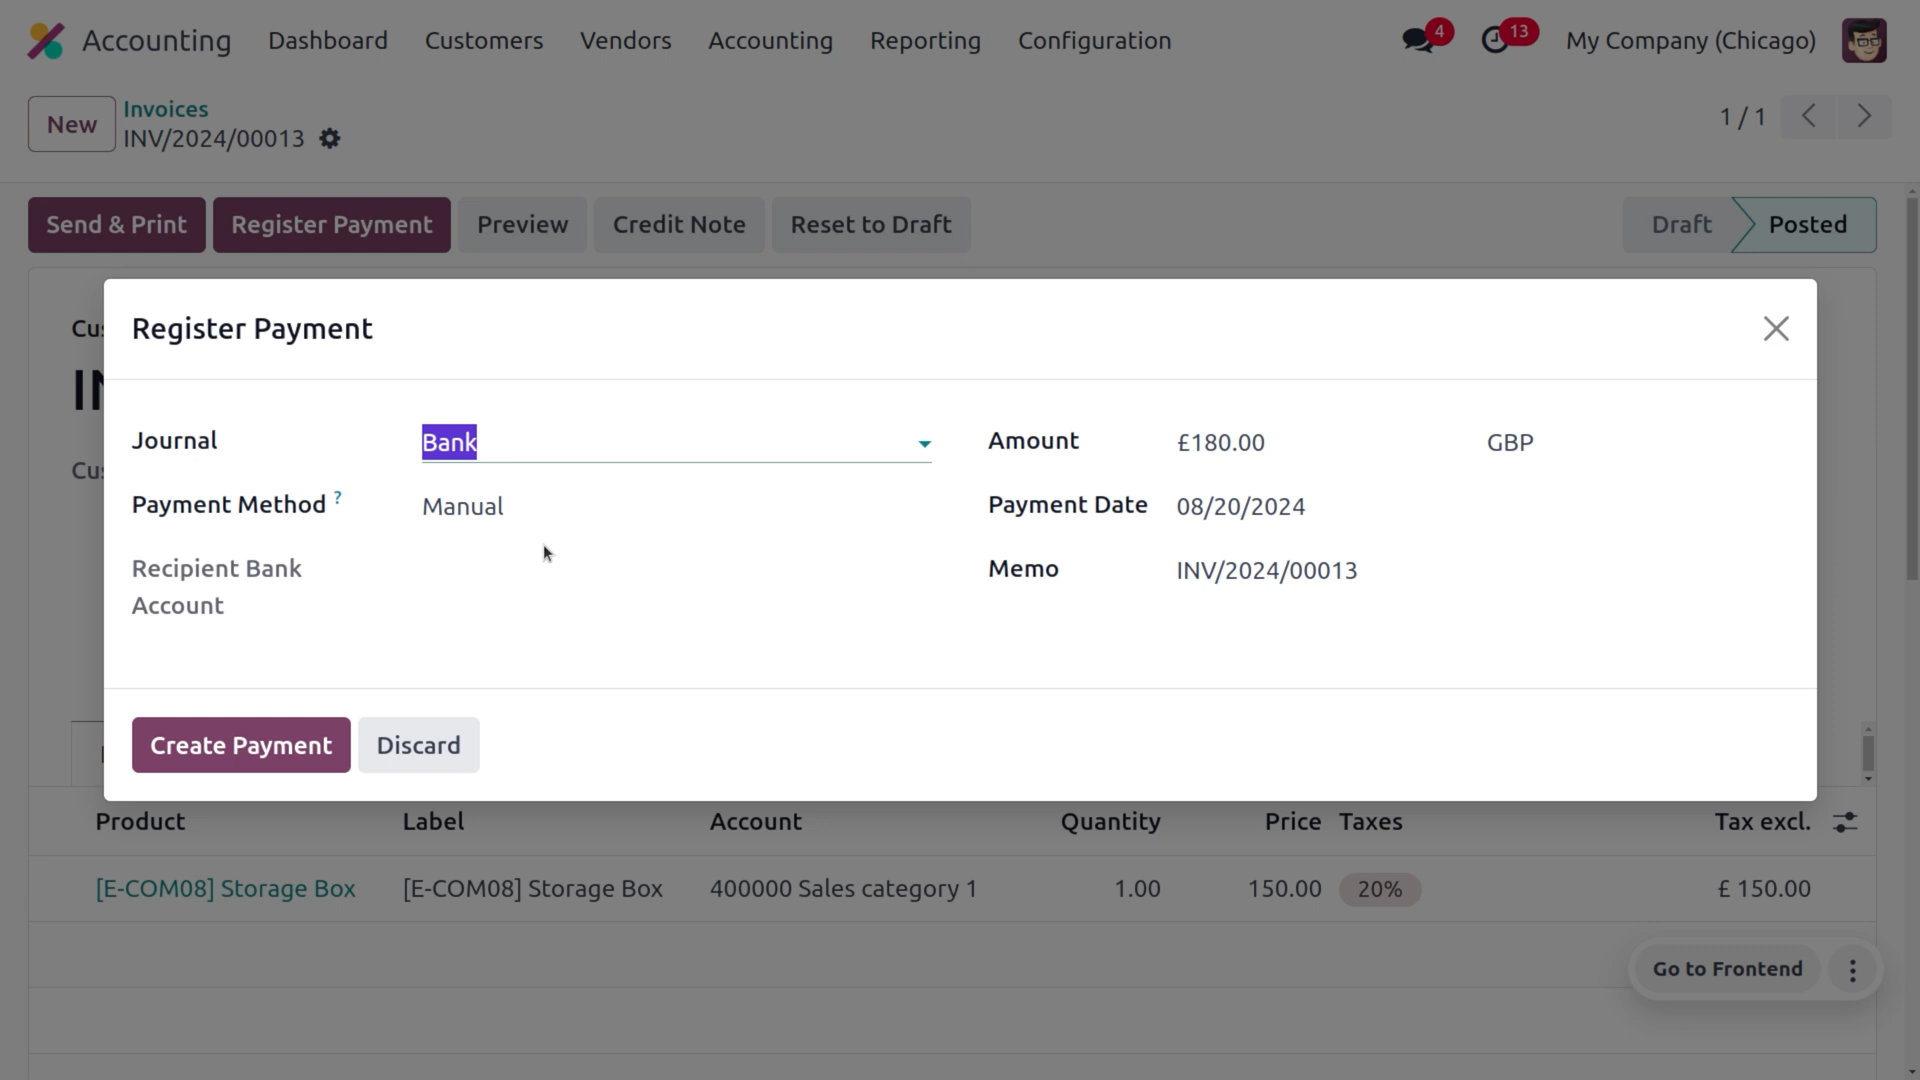 Accounting Dashboard Customers Vendors Accounting Reporting Configuration 4 13 My Company (Chicago)
New Invoices 1 / 1
INV/2024/00013
Send & Print Register Payment Preview Credit Note Reset to Draft Draft Posted
Cu
Register Payment
IN
Journal Bank Amount £180.00 GBP
Cu
Payment Method ? Manual Payment Date 08/20/2024
Recipient Bank Memo INV/2024/00013
Account
Create Payment Discard
Product Label Account Quantity Price Taxes Tax excl.
[E-COM08] Storage Box [E-COM08] Storage Box 400000 Sales category 1 1.00 150.00 20% £ 150.00
Go to Frontend